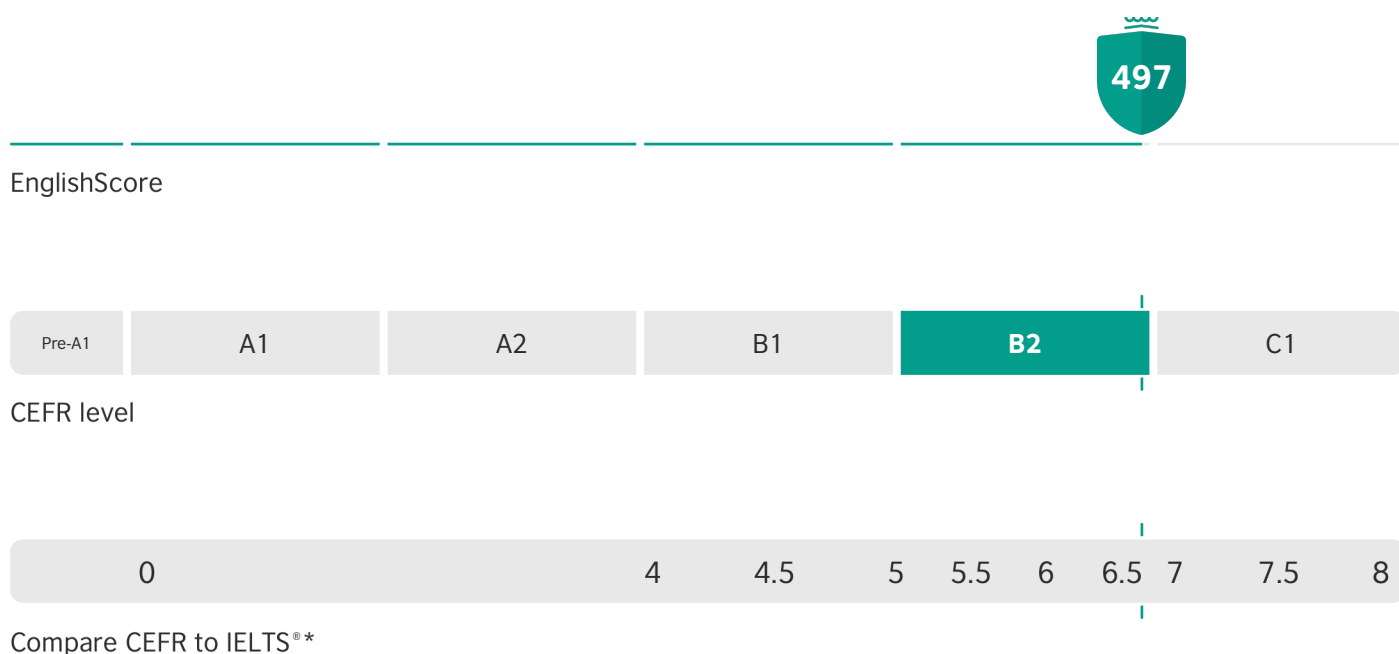 497
EnglishScore
Pre-A1 A1 A2 B1 B2 C1
CEFR level
0 4 4.5 5 5.5 6 6.5 7 7.5 8
Compare CEFR to IELTS®*